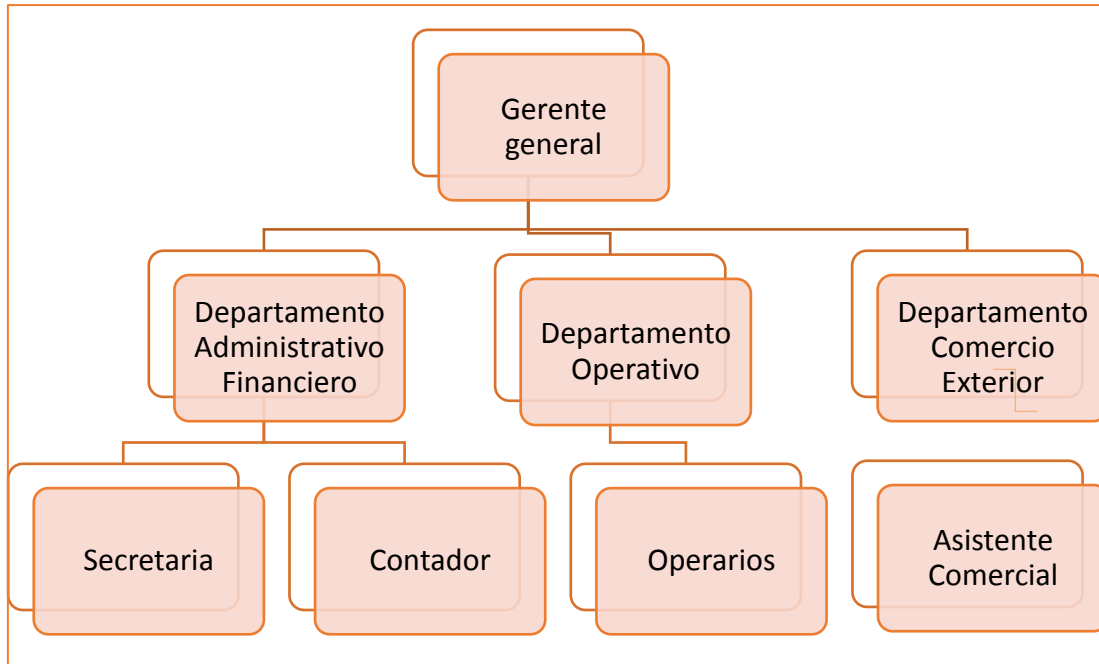 Gerente
general
Departamento
Administrativo
Financiero
Departamento
Operativo
Departamento
Comercio
Exterior
Secretaria
Contador
Operarios
Asistente
Comercial